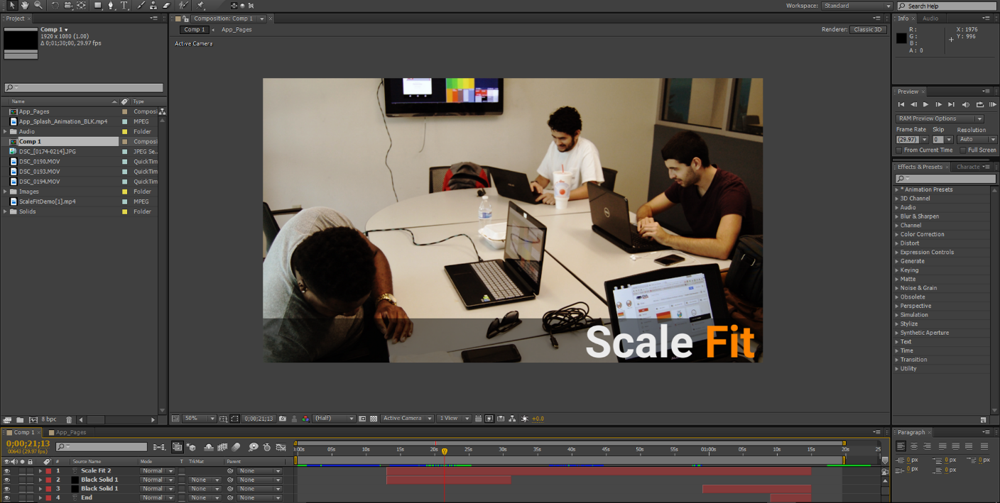 Workspace: Standard Search Help
Project
Comp 1
1920 x 1080 (1.00)
Δ 0;01;30;00, 29.97 fps
Name Type
App_Pages Composi
App_Splash_Animation_BLK.mp4 MPEG
Audio Folder
Comp 1 Composi
DSC_[0174-0214].JPG JPEG Se...
DSC_0190.MOV QuickTim
DSC_0193.MOV QuickTim
DSC_0194.MOV QuickTim
Images Folder
ScaleFitDemo[1].mp4 MPEG
Solids Folder
8 bpc
Composition: Comp 1
Comp 1 App_Pages
Renderer: Classic 3D
Active Camera
Scale Fit
50% 0;00;21;13 (Half) Active Camera 1 View +0.0
Info Audio
R : X : 1976
G : Y : 996
B :
A : 0
Preview
RAM Preview Options
Frame Rate Skip Resolution
(29.97) 0 Auto
From Current Time Full Screen
Effects & Presets Characte
* Animation Presets
3D Channel
Audio
Blur & Sharpen
Channel
Color Correction
Distort
Expression Controls
Generate
Keying
Matte
Noise & Grain
Obsolete
Perspective
Simulation
Stylize
Synthetic Aperture
Text
Time
Transition
Utility
Comp 1 App_Pages
0;00;21;13
00643 (29.97 fps)
:00s 05s 10s 15s 20s 25s 30s 35s 40s 45s 50s 55s 01:00s 05s 10s 15s 20s 25
# Source Name Mode T TrkMat Parent
1 Scale Fit 2 Normal None
2 Black Solid 1 Normal None None
3 Black Solid 1 Normal None None
4 End Normal None None
Paragraph
0 px 0 px 0 px
0 px 0 px